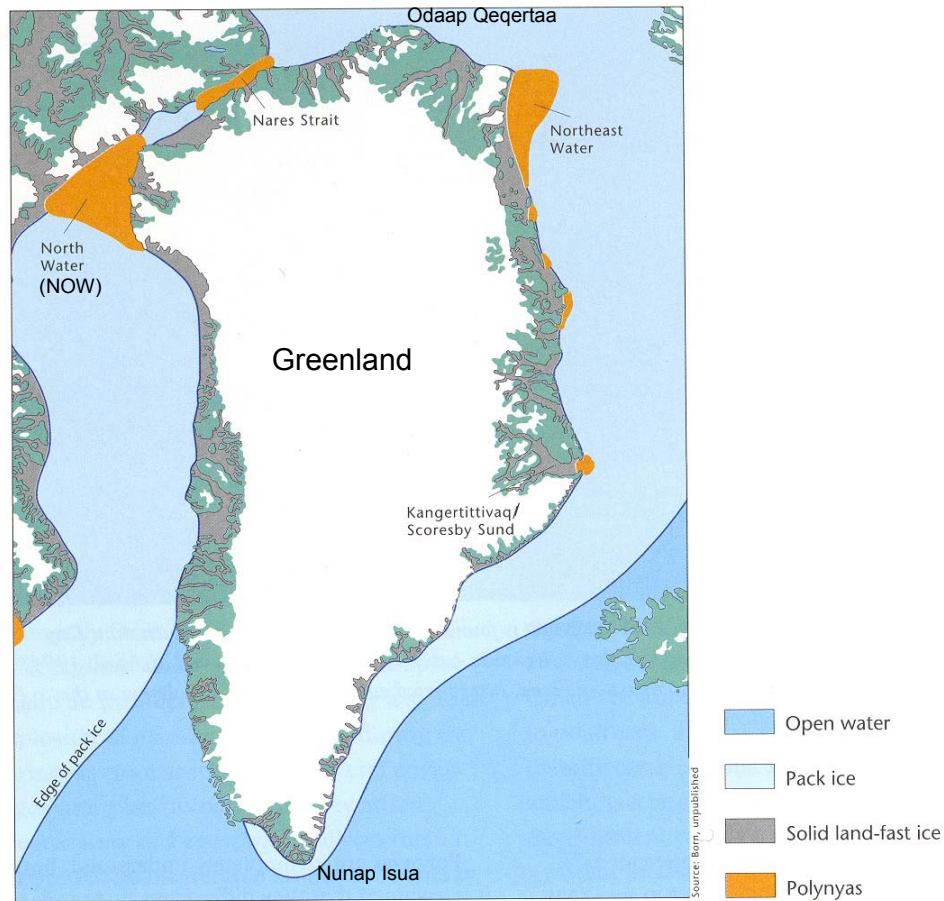 Odaap Qeqertaa
Nares Strait
Northeast
Water
North
Water
(NOW)
Greenland
Kangertittivaq/
Scoresby Sund
Edge of pack ice
Nunap Isua
Source: Born, unpublished
Open water
Pack ice
Solid land-fast ice
Polynyas